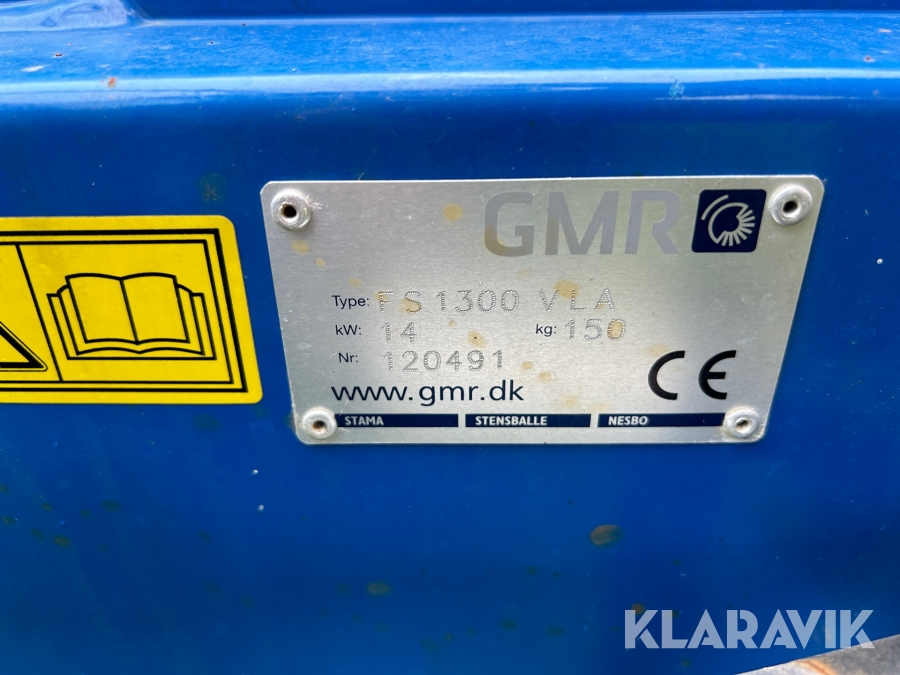 GMR
Type: FS 1300 VLA
kW: 14 kg: 150
Nr: 120491
www.gmr.dk
CE
STAMA STENSBALLE NESBO
KLARAVIK